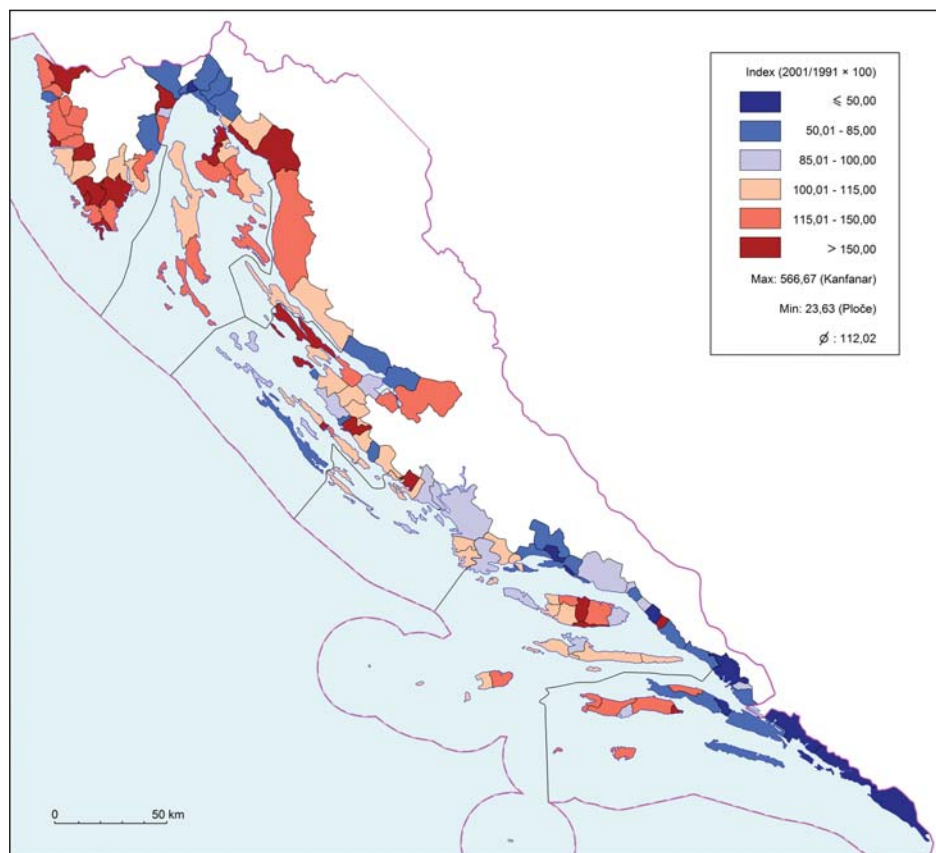 Index (2001/1991 × 100)
⩽ 50,00
50,01 - 85,00
85,01 - 100,00
100,01 - 115,00
115,01 - 150,00
> 150,00
Max: 566,67 (Kanfanar)
Min: 23,63 (Ploče)
Ø : 112,02
0 50 km